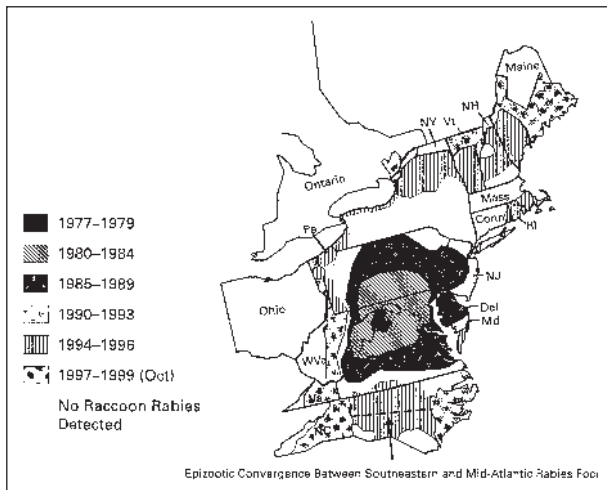 Maine
NH
NY
Vt
Ontario
Mass
Conn
RI
Pa
NJ
Ohio
Del
Md
WVa
Va
NC
1977–1979
1980–1984
1985–1989
1990–1993
1994–1996
1997–1999 (Oct)
No Raccoon Rabies
Detected
Epizootic Convergence Between Southeastern and Mid-Atlantic Rabies Foci